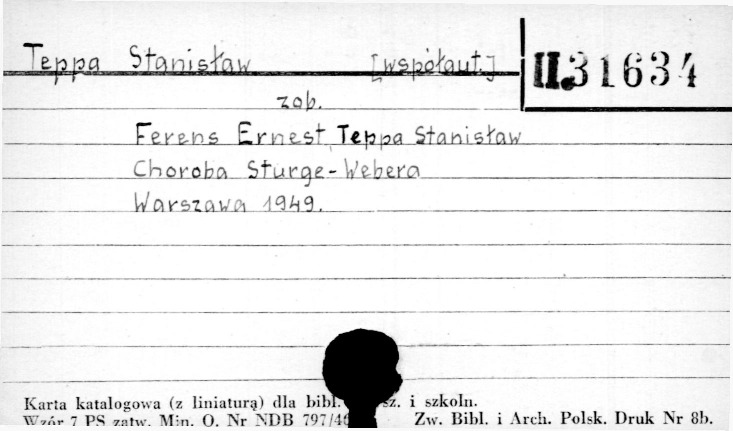 Teppa Stanisław [współaut.] II.31634
zob.
Ferens Ernest, Teppa Stanisław
Choroba Sturge-Webera
Warszawa 1949.
Karta katalogowa (z liniaturą) dla bibl. sz. i szkoln.
Wzór 7 PS zatw. Min. O. Nr NDB 797/46 Zw. Bibl. i Arch. Polsk. Druk Nr 8b.